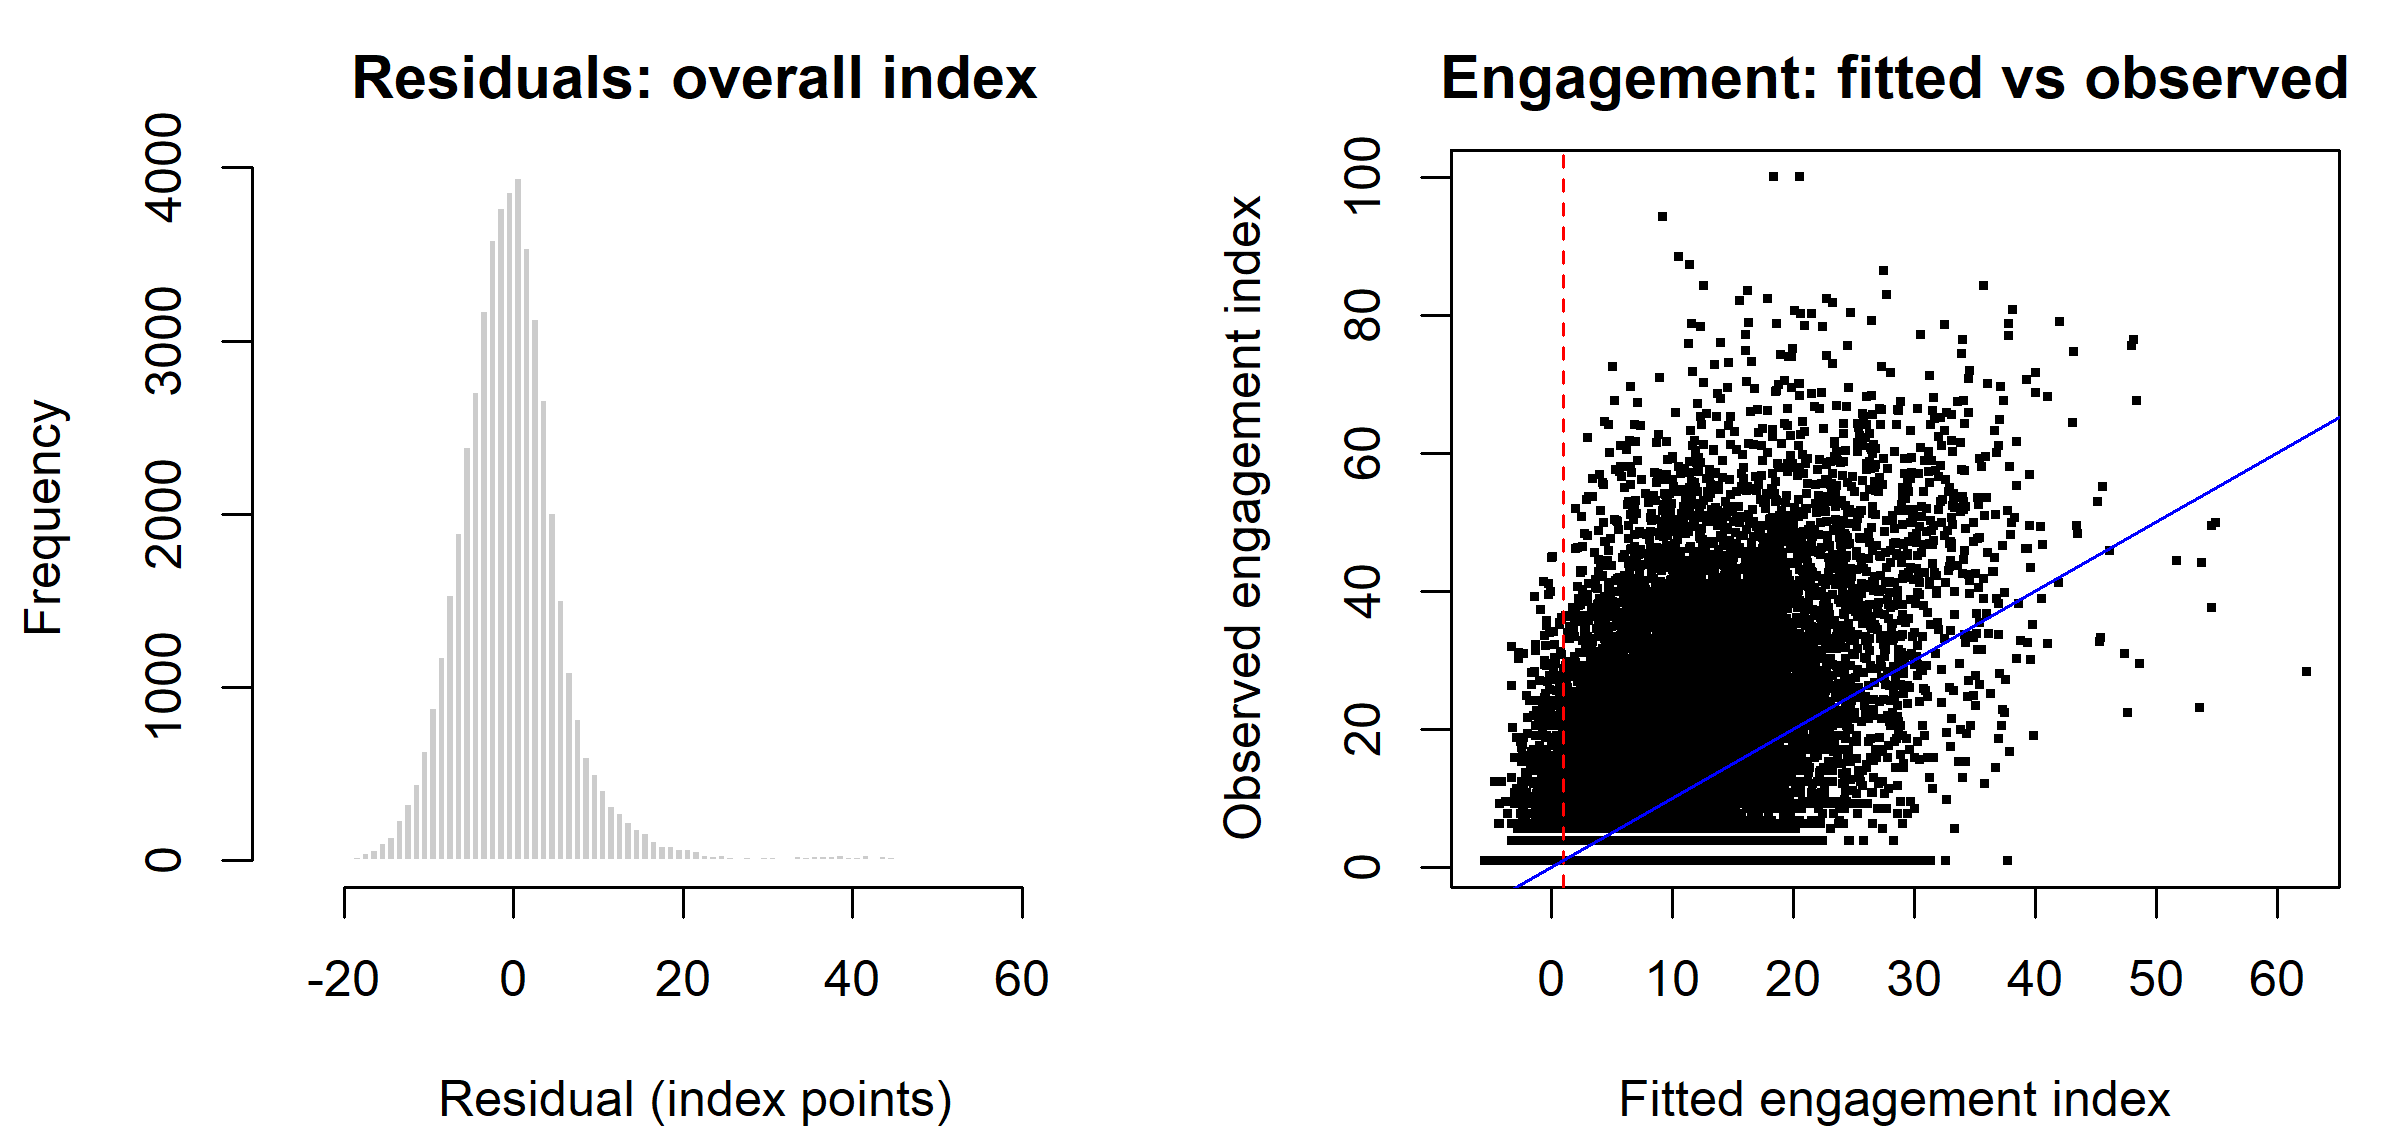 Residuals: overall index
Frequency
0
1000
2000
3000
4000
-20 0 20 40 60
Residual (index points)
Engagement: fitted vs observed
Observed engagement index
0
20
40
60
80
100
0 10 20 30 40 50 60
Fitted engagement index